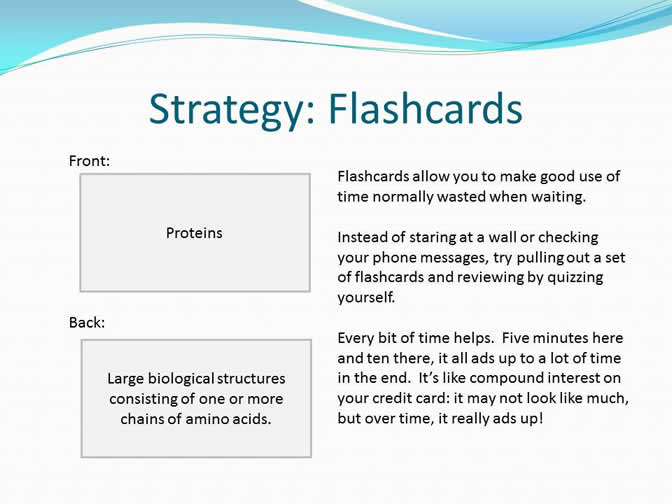 Strategy: Flashcards
Front:
Proteins
Back:
Large biological structures
consisting of one or more
chains of amino acids.
Flashcards allow you to make good use of
time normally wasted when waiting.
Instead of staring at a wall or checking
your phone messages, try pulling out a set
of flashcards and reviewing by quizzing
yourself.
Every bit of time helps.  Five minutes here
and ten there, it all ads up to a lot of time
in the end.  It's like compound interest on
your credit card: it may not look like much,
but over time, it really ads up!